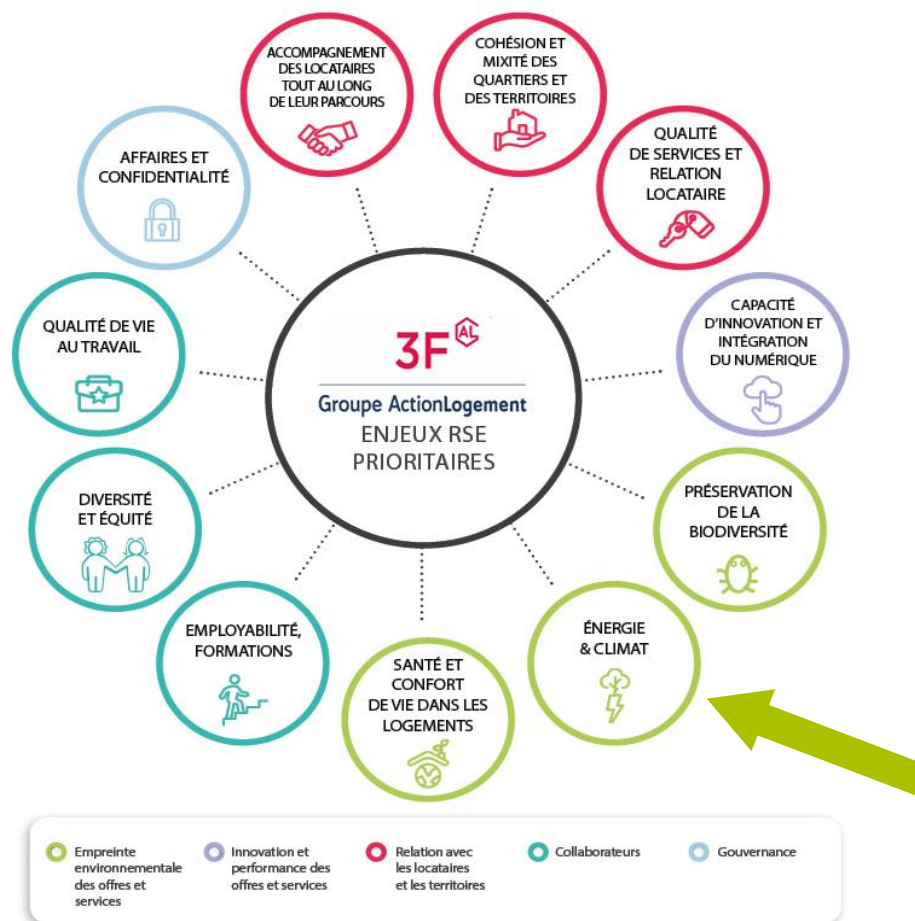 ACCOMPAGNEMENT
DES LOCATAIRES
TOUT AU LONG
DE LEUR PARCOURS
COHÉSION ET
MIXITÉ DES
QUARTIERS ET
DES TERRITOIRES
AFFAIRES ET
CONFIDENTIALITÉ
QUALITÉ
DE SERVICES ET
RELATION
LOCATAIRE
QUALITÉ DE VIE
AU TRAVAIL
3F AL
Groupe ActionLogement
ENJEUX RSE
PRIORITAIRES
CAPACITÉ
D'INNOVATION ET
INTÉGRATION
DU NUMÉRIQUE
DIVERSITÉ
ET ÉQUITÉ
PRÉSERVATION
DE LA
BIODIVERSITÉ
EMPLOYABILITÉ,
FORMATIONS
SANTÉ ET
CONFORT
DE VIE DANS LES
LOGEMENTS
ÉNERGIE
& CLIMAT
Empreinte
environnementale
des offres et
services
Innovation et
performance des
offres et services
Relation avec
les locataires
et les territoires
Collaborateurs
Gouvernance